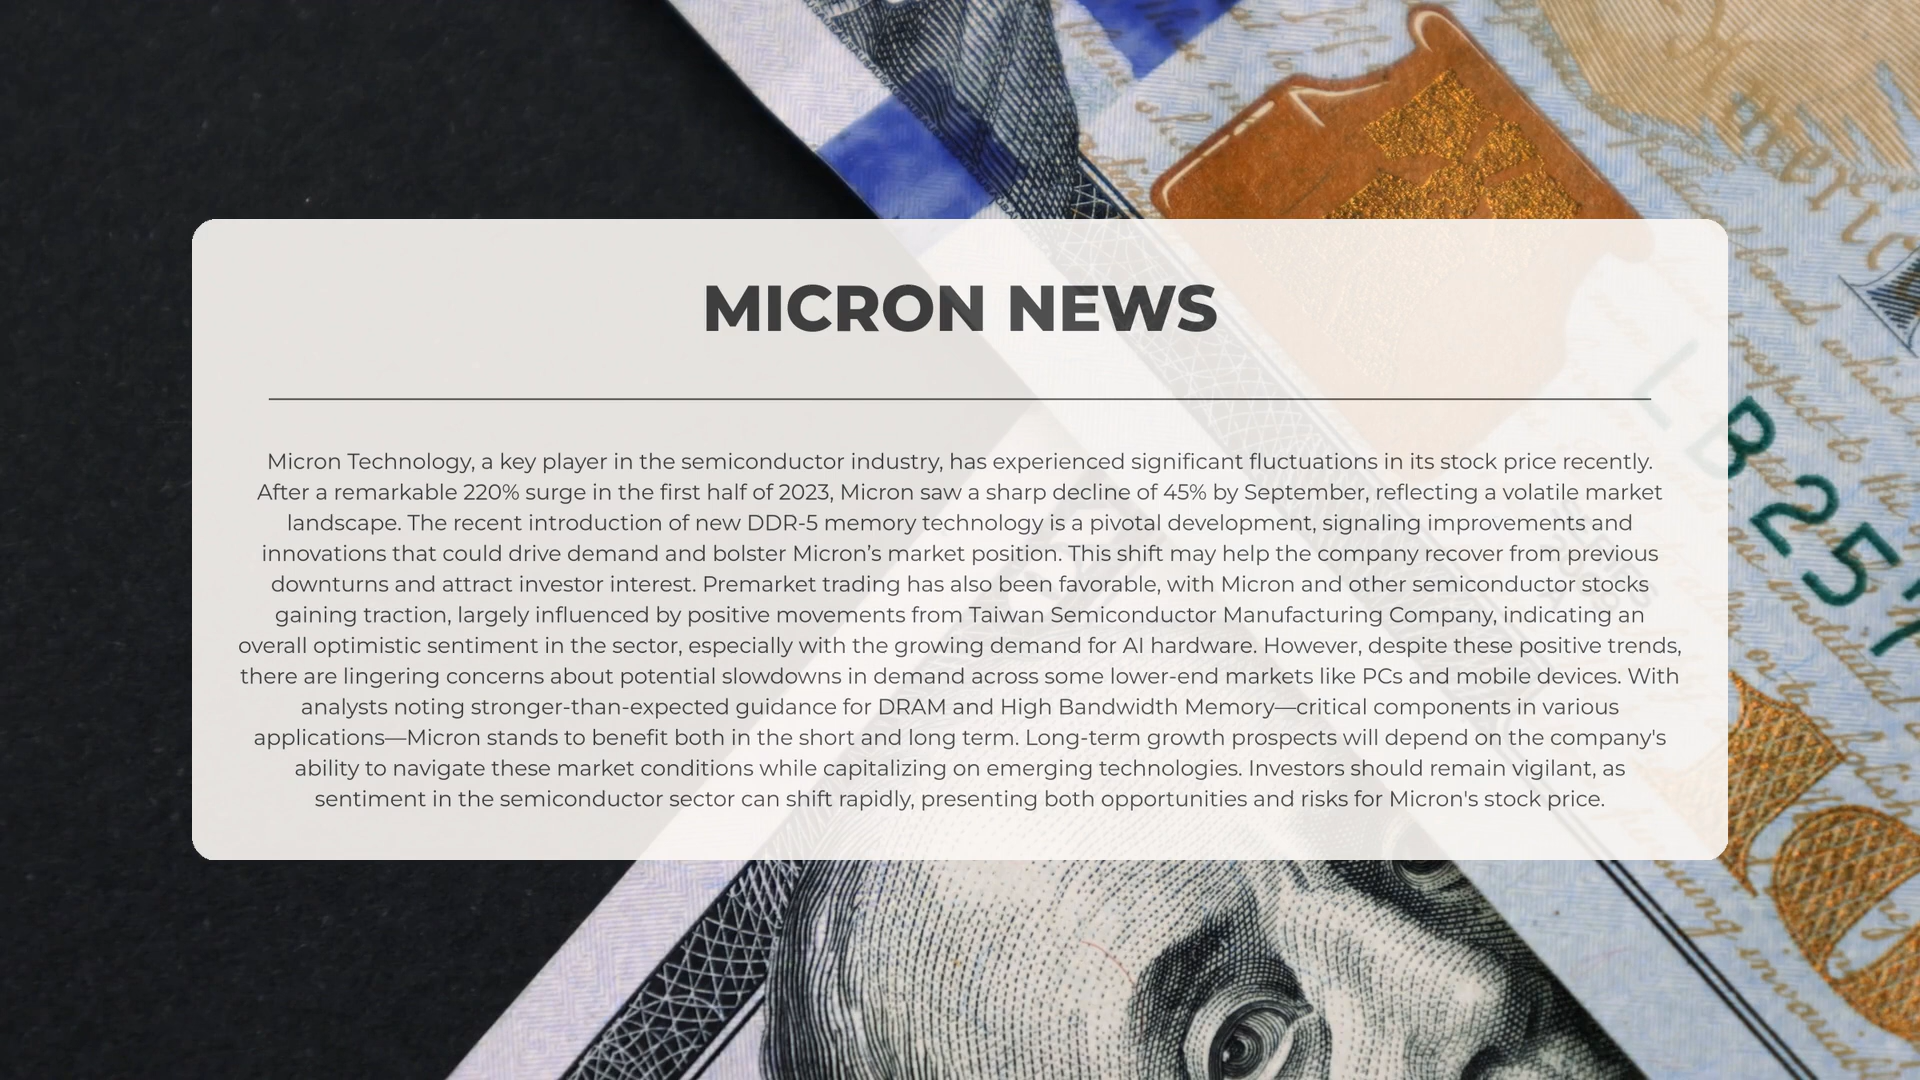 MICRON NEWS
Micron Technology, a key player in the semiconductor industry, has experienced significant fluctuations in its stock price recently.
After a remarkable 220% surge in the first half of 2023, Micron saw a sharp decline of 45% by September, reflecting a volatile market
landscape. The recent introduction of new DDR-5 memory technology is a pivotal development, signaling improvements and
innovations that could drive demand and bolster Micron’s market position. This shift may help the company recover from previous
downturns and attract investor interest. Premarket trading has also been favorable, with Micron and other semiconductor stocks
gaining traction, largely influenced by positive movements from Taiwan Semiconductor Manufacturing Company, indicating an
overall optimistic sentiment in the sector, especially with the growing demand for AI hardware. However, despite these positive trends,
there are lingering concerns about potential slowdowns in demand across some lower-end markets like PCs and mobile devices. With
analysts noting stronger-than-expected guidance for DRAM and High Bandwidth Memory—critical components in various
applications—Micron stands to benefit both in the short and long term. Long-term growth prospects will depend on the company's
ability to navigate these market conditions while capitalizing on emerging technologies. Investors should remain vigilant, as
sentiment in the semiconductor sector can shift rapidly, presenting both opportunities and risks for Micron's stock price.
LB25